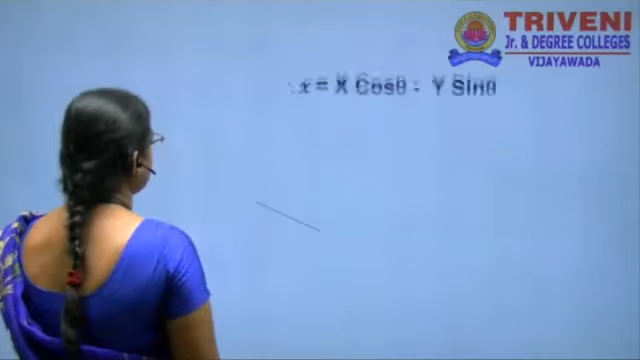 TRIVENI
Jr. & DEGREE COLLEGES
VIJAYAWADA
x = X Cosθ - Y Sinθ